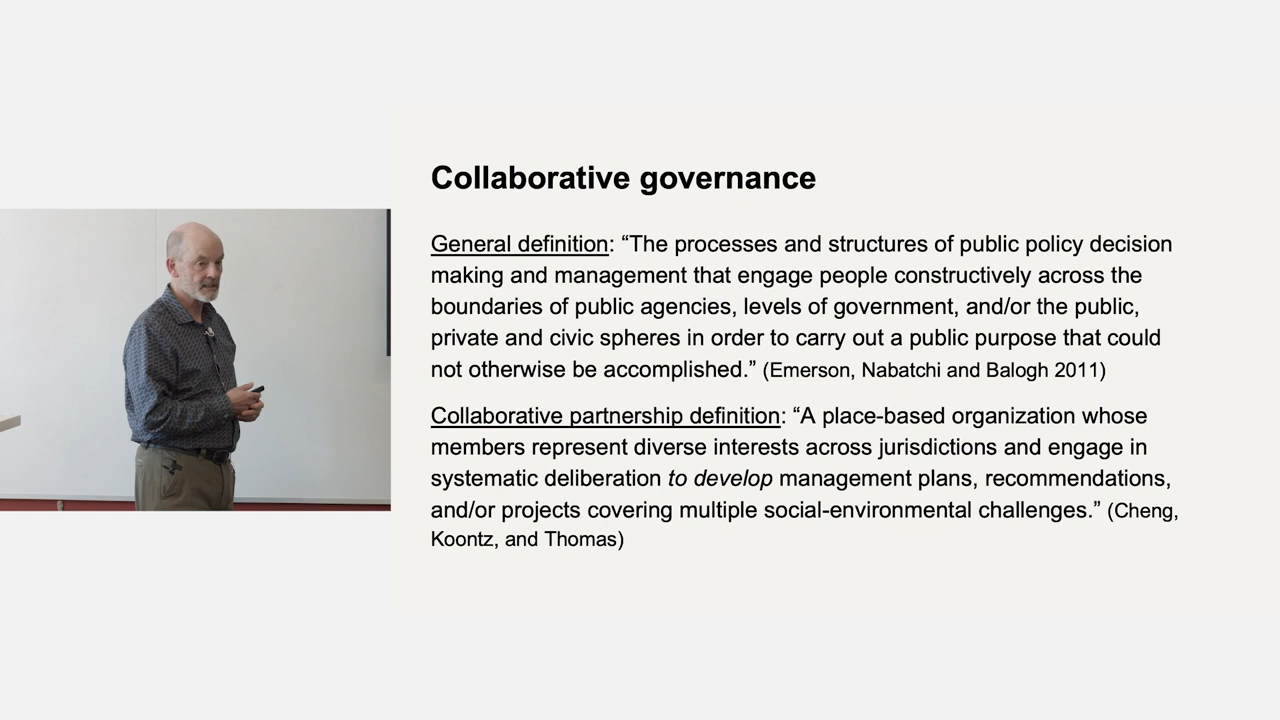 Collaborative governance
General definition: “The processes and structures of public policy decision
making and management that engage people constructively across the
boundaries of public agencies, levels of government, and/or the public,
private and civic spheres in order to carry out a public purpose that could
not otherwise be accomplished.” (Emerson, Nabatchi and Balogh 2011)
Collaborative partnership definition: “A place-based organization whose
members represent diverse interests across jurisdictions and engage in
systematic deliberation to develop management plans, recommendations,
and/or projects covering multiple social-environmental challenges.” (Cheng,
Koontz, and Thomas)